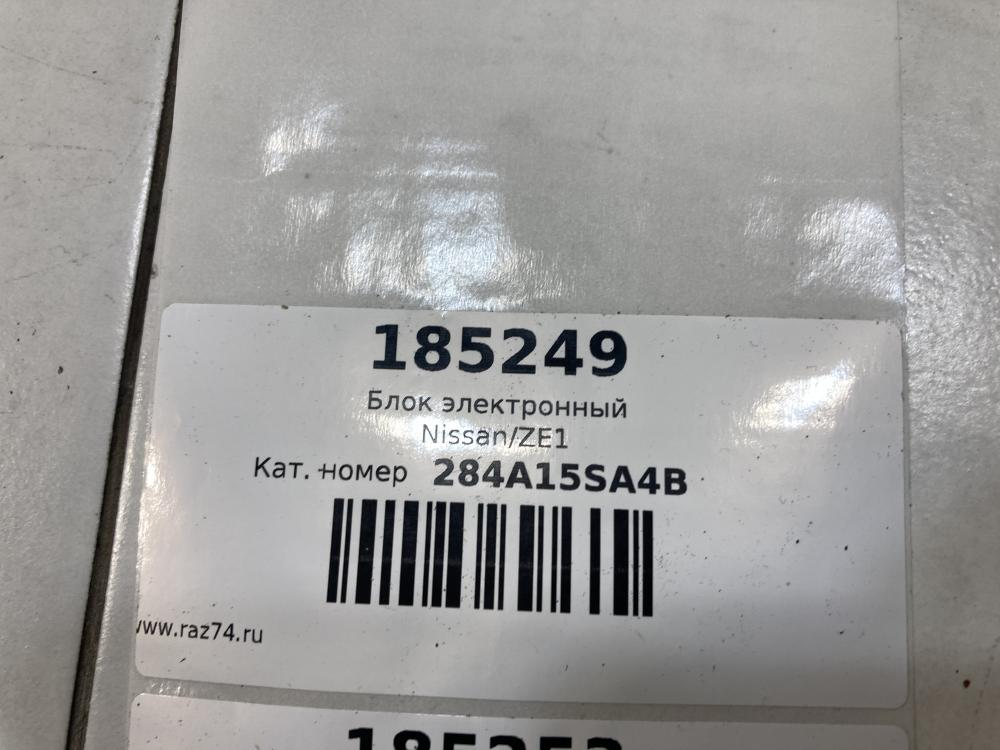 185249
Блок электронный
Nissan/ZE1
Кат. номер 284A15SA4B
www.raz74.ru